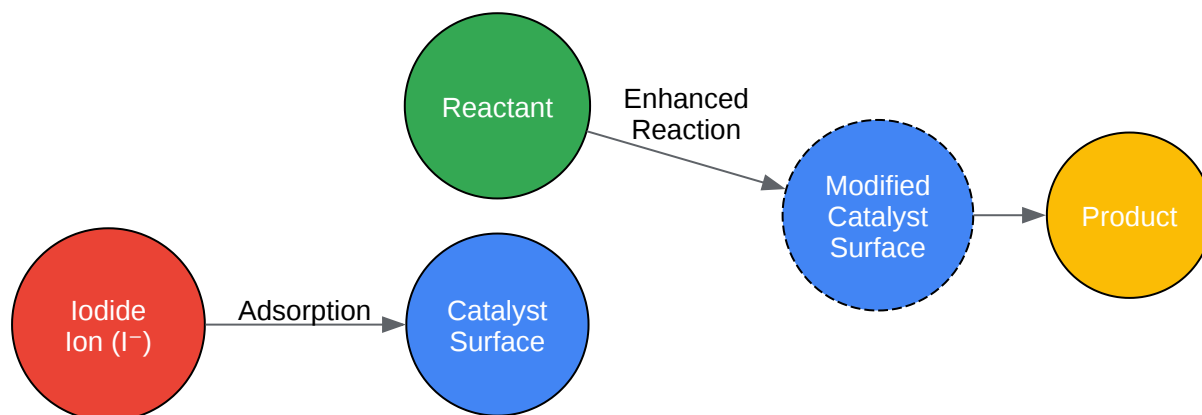 Reactant
Enhanced
Reaction
Modified
Catalyst
Surface
Product
Iodide
Ion (I⁻)
Adsorption
Catalyst
Surface